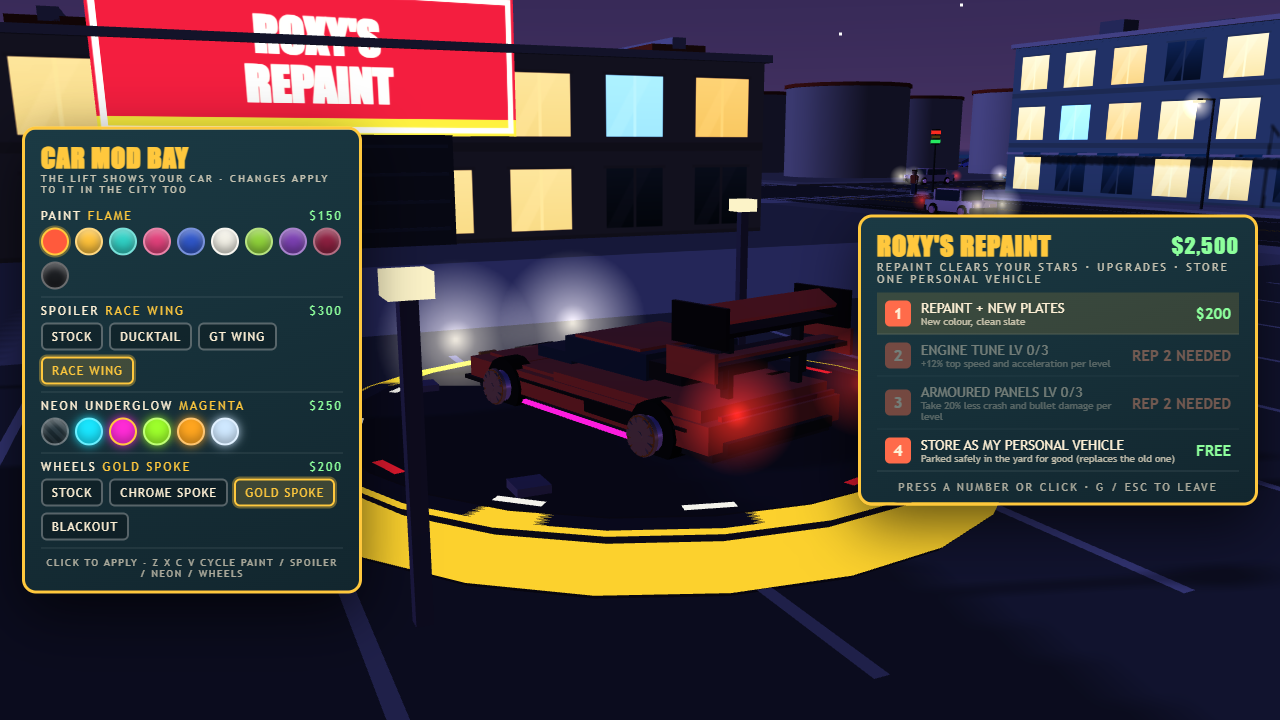 ROXY'S
REPAINT
CAR MOD BAY
THE LIFT SHOWS YOUR CAR - CHANGES APPLY
TO IT IN THE CITY TOO
PAINT FLAME $150
SPOILER RACE WING $300
STOCK DUCKTAIL GT WING
RACE WING
NEON UNDERGLOW MAGENTA $250
WHEELS GOLD SPOKE $200
STOCK CHROME SPOKE GOLD SPOKE
BLACKOUT
CLICK TO APPLY - Z X C V CYCLE PAINT / SPOILER
/ NEON / WHEELS
ROXY'S REPAINT $2,500
REPAINT CLEARS YOUR STARS · UPGRADES · STORE
ONE PERSONAL VEHICLE
1 REPAINT + NEW PLATES $200
New colour, clean slate
2 ENGINE TUNE LV 0/3 REP 2 NEEDED
+12% top speed and acceleration per level
3 ARMOURED PANELS LV 0/3 REP 2 NEEDED
Take 20% less crash and bullet damage per
level
4 STORE AS MY PERSONAL VEHICLE FREE
Parked safely in the yard for good (replaces the old one)
PRESS A NUMBER OR CLICK · G / ESC TO LEAVE